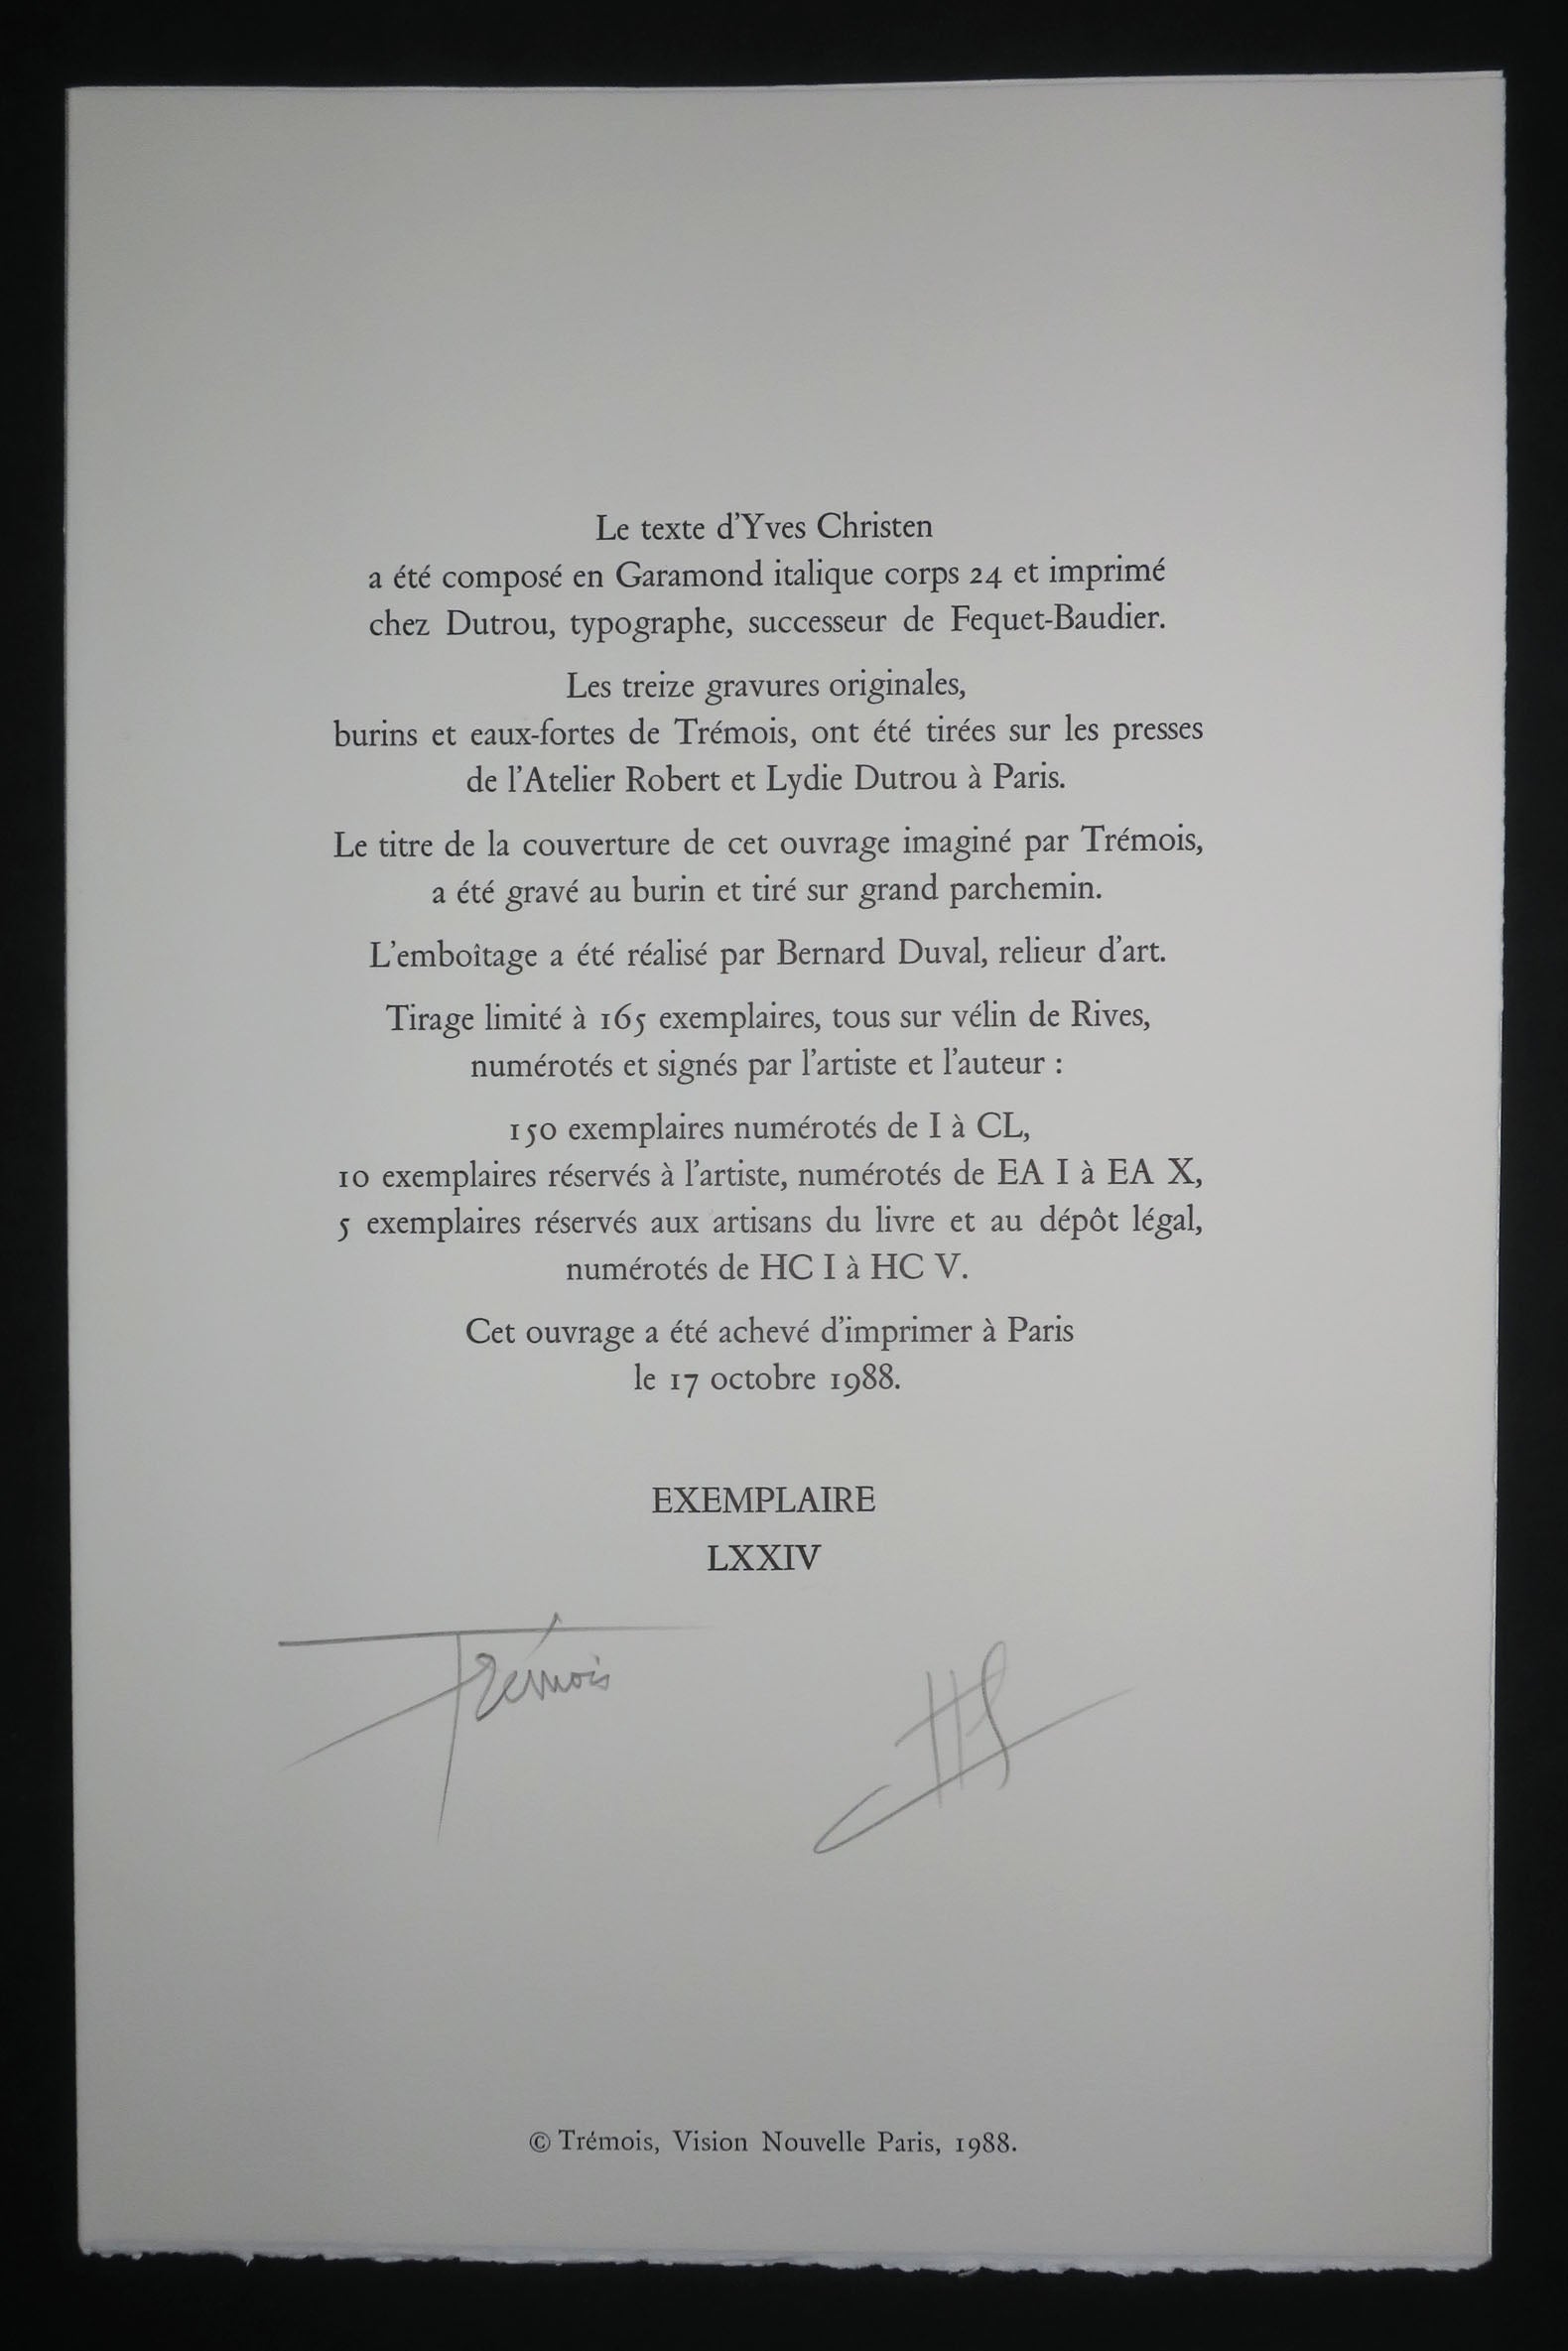 Le texte d'Yves Christen
a été composé en Garamond italique corps 24 et imprimé
chez Dutrou, typographe, successeur de Fequet-Baudier.
Les treize gravures originales,
burins et eaux-fortes de Trémois, ont été tirées sur les presses
de l'Atelier Robert et Lydie Dutrou à Paris.
Le titre de la couverture de cet ouvrage imaginé par Trémois,
a été gravé au burin et tiré sur grand parchemin.
L'emboîtage a été réalisé par Bernard Duval, relieur d'art.
Tirage limité à 165 exemplaires, tous sur vélin de Rives,
numérotés et signés par l'artiste et l'auteur :
150 exemplaires numérotés de I à CL,
10 exemplaires réservés à l'artiste, numérotés de EA I à EA X,
5 exemplaires réservés aux artisans du livre et au dépôt légal,
numérotés de HC I à HC V.
Cet ouvrage a été achevé d'imprimer à Paris
le 17 octobre 1988.
EXEMPLAIRE
LXXIV
Trémois
© Trémois, Vision Nouvelle Paris, 1988.